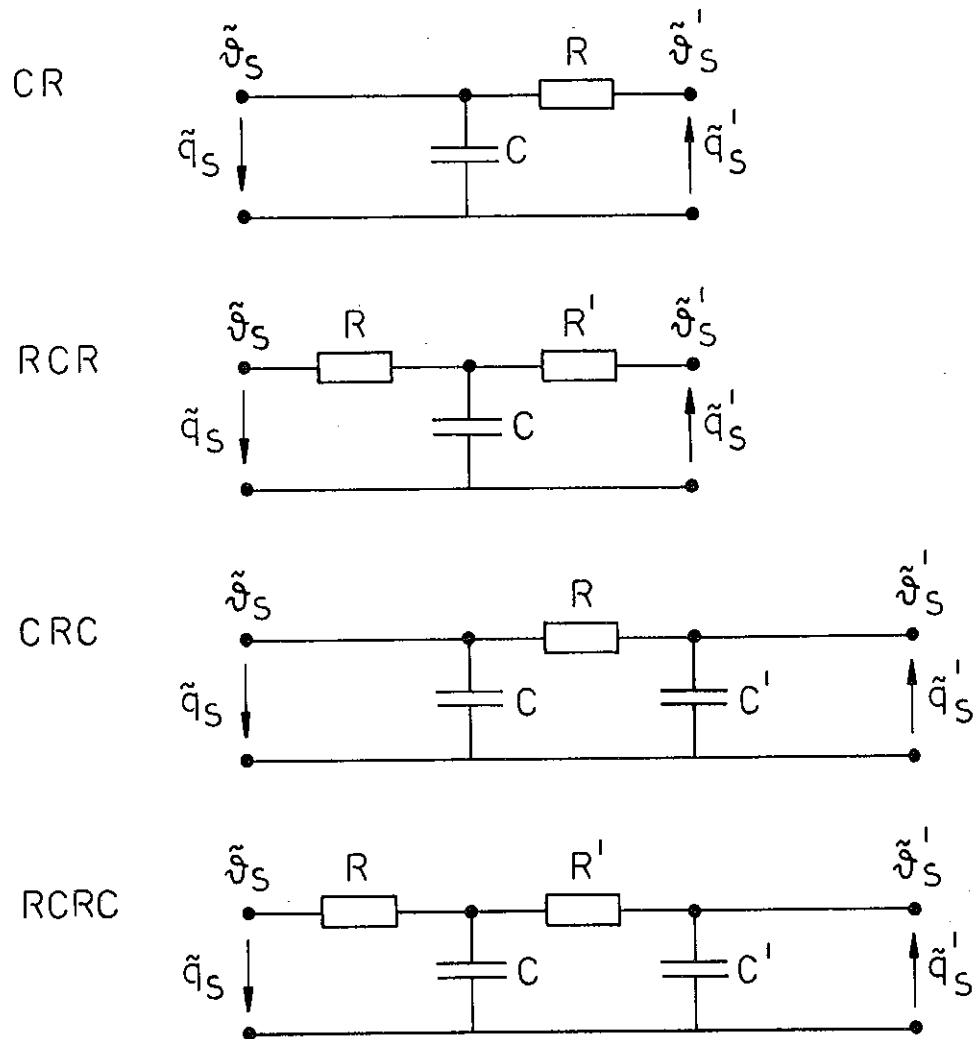 ϑ̃S R ϑ̃S'
CR
q̃S C q̃S'
ϑ̃S R R' ϑ̃S'
RCR
q̃S C q̃S'
ϑ̃S R ϑ̃S'
CRC
q̃S C C' q̃S'
ϑ̃S R R' ϑ̃S'
RCRC
q̃S C C' q̃S'